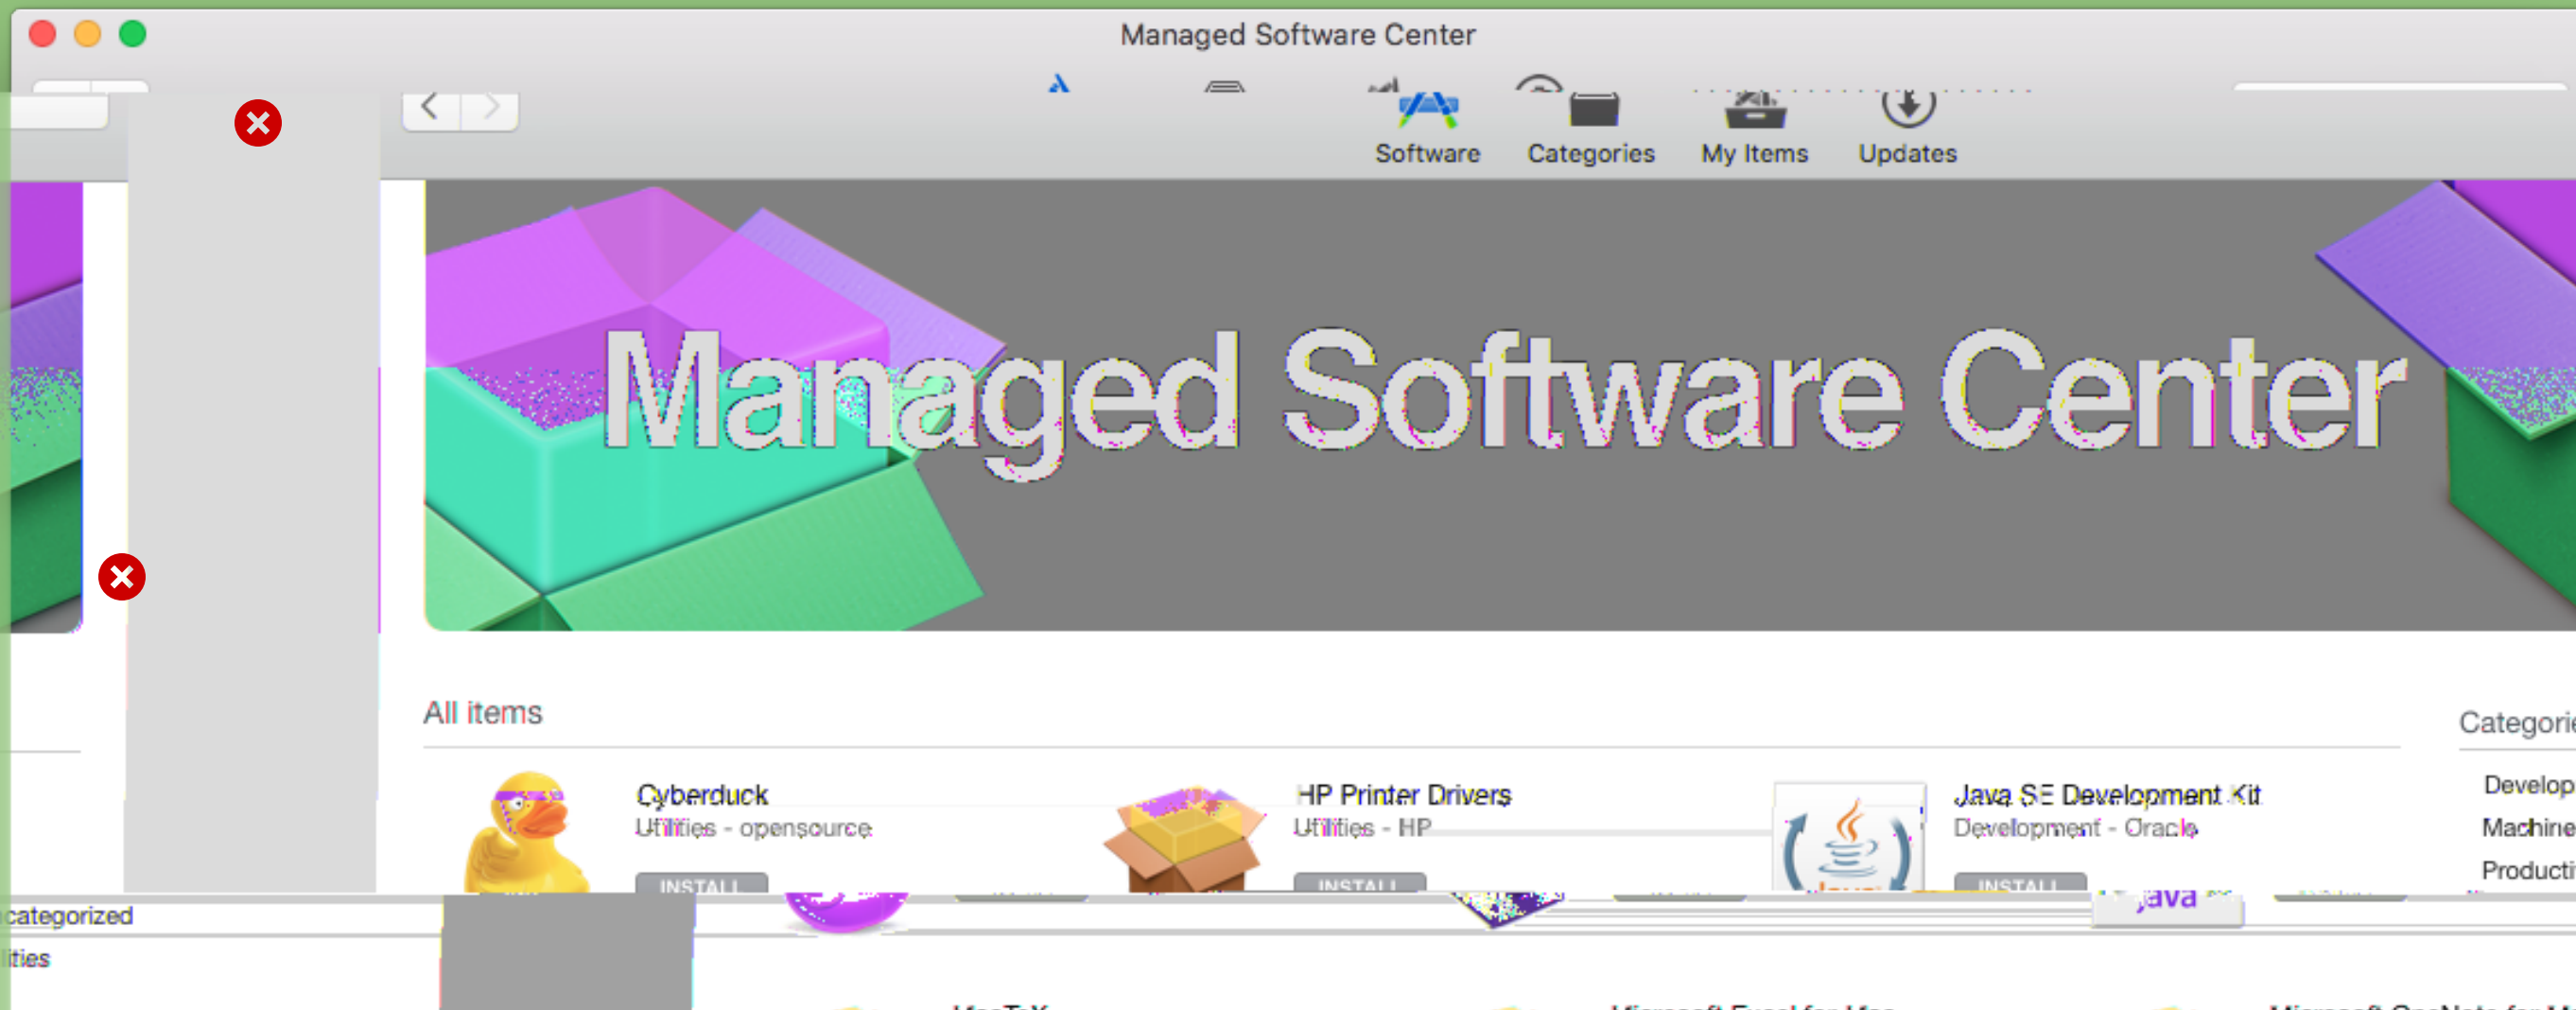 Managed Software Center
Software Categories My Items Updates
Managed Software Center
All items
Cyberduck
Utilities - opensource
INSTALL
HP Printer Drivers
Utilities - HP
INSTALL
Java SE Development Kit
Development - Oracle
INSTALL
Java